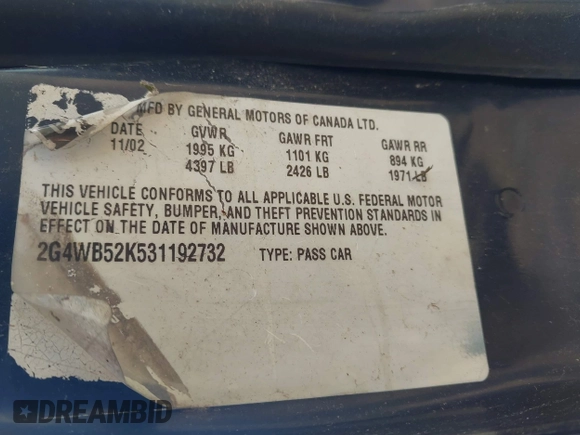 MFD BY GENERAL MOTORS OF CANADA LTD.
DATE GVWR GAWR FRT GAWR RR
11/02 1995 KG 1101 KG 894 KG
4397 LB 2426 LB 1971 LB
THIS VEHICLE CONFORMS TO ALL APPLICABLE U.S. FEDERAL MOTOR
VEHICLE SAFETY, BUMPER, AND THEFT PREVENTION STANDARDS IN
EFFECT ON THE DATE OF MANUFACTURE SHOWN ABOVE.
2G4WB52K531192732 TYPE: PASS CAR
DREAMBID